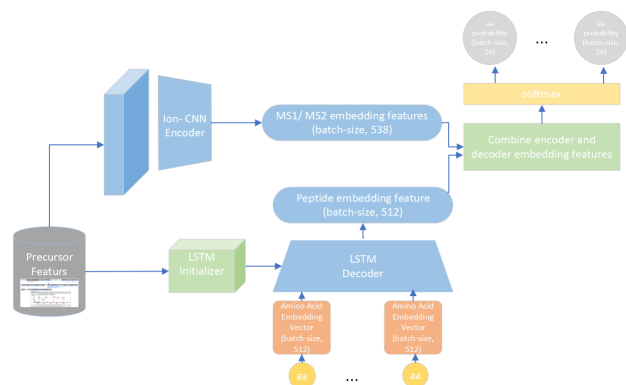 aa
probability
(batch-size,
26)
...
aa
probability
(batch-size,
26)
softmax
Ion- CNN
Encoder
MS1/ MS2 embedding features
(batch-size, 538)
Combine encoder and
decoder embedding features
Peptide embedding feature
(batch-size, 512)
Precursor
Featurs
LSTM
Initializer
LSTM
Decoder
Amino Acid
Embedding
Vector
(batch-size,
512)
Amino Acid
Embedding
Vector
(batch-size,
512)
aa
...
aa